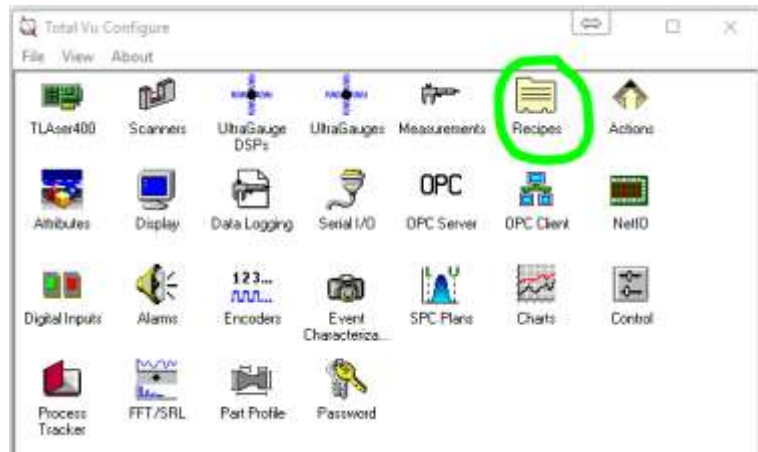 Total Vu Configure
File View About
TLAser400 Scanners UltraGauge DSPs UltraGauges Measurements Recipes Actions
OPC
Attributes Display Data Logging Serial I/O OPC Server OPC Client NetIO
123...
Digital Inputs Alarms Encoders Event Characteriza... SPC Plans Charts Control
Process Tracker FFT/SRL Part Profile Password